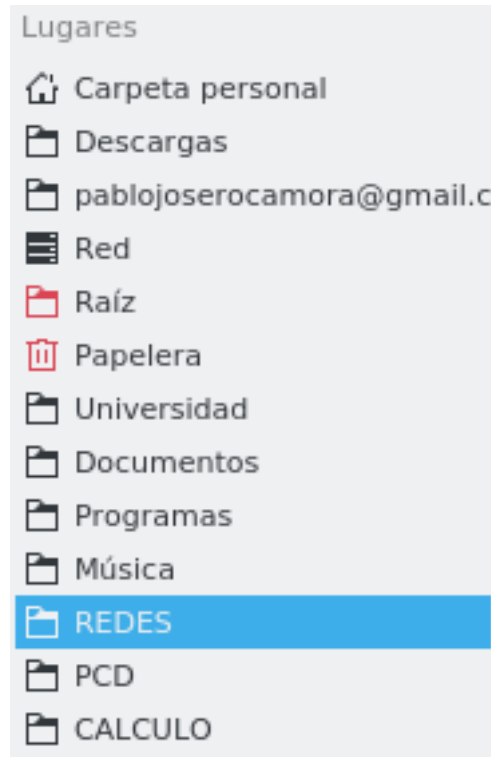 Lugares
Carpeta personal
Descargas
pablojoserocamora@gmail.c
Red
Raíz
Papelera
Universidad
Documentos
Programas
Música
REDES
PCD
CALCULO